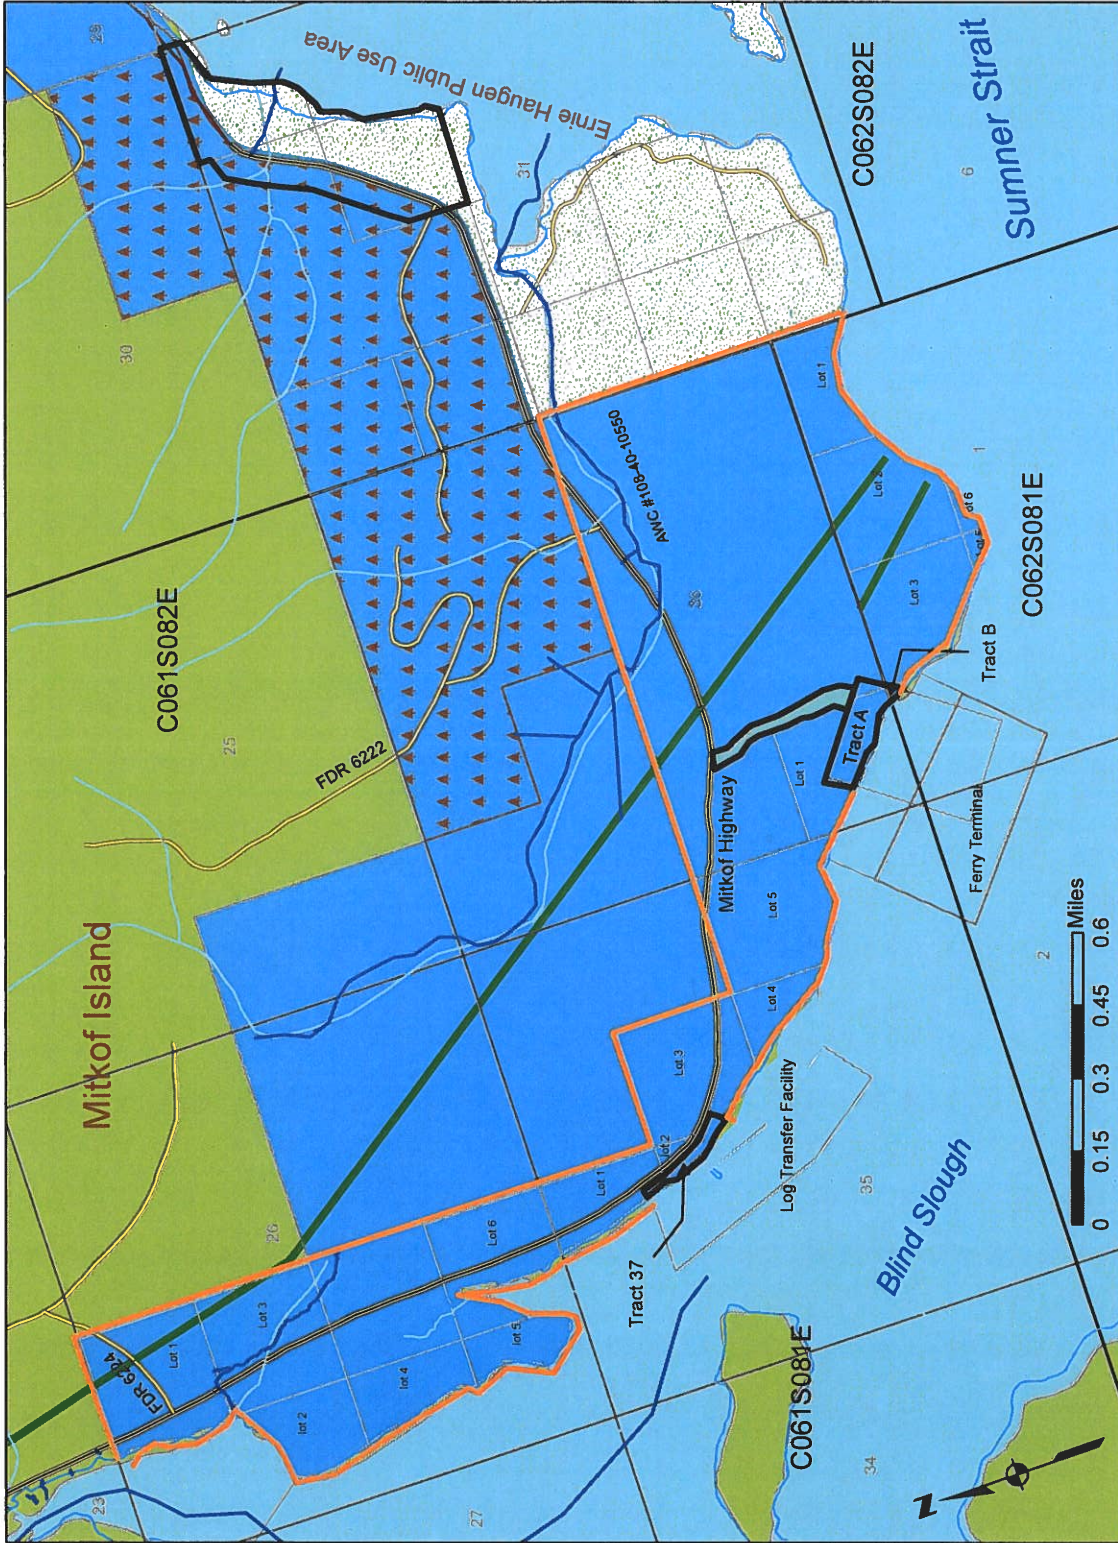 Mitkof Island
C061S082E
Ernie Haugen Public Use Area
29
30
25
31
FDR 6222
26
FDR 6224
Lot 1
Lot 3
lot 2
lot 4
lot 5
Lot 6
Lot 1
lot 2
Lot 3
36
AWC #108-40-10550
Mitkof Highway
Lot 4
Lot 5
Lot 1
Tract A
Tract B
Lot 3
Lot 2
Lot 1
Lot 5
Lot 6
C062S082E
6
Sumner Strait
1
C062S081E
Ferry Terminal
2
Log Transfer Facility
35
Tract 37
Blind Slough
C061S081E
23
27
34
N
0 0.15 0.3 0.45 0.6
Miles